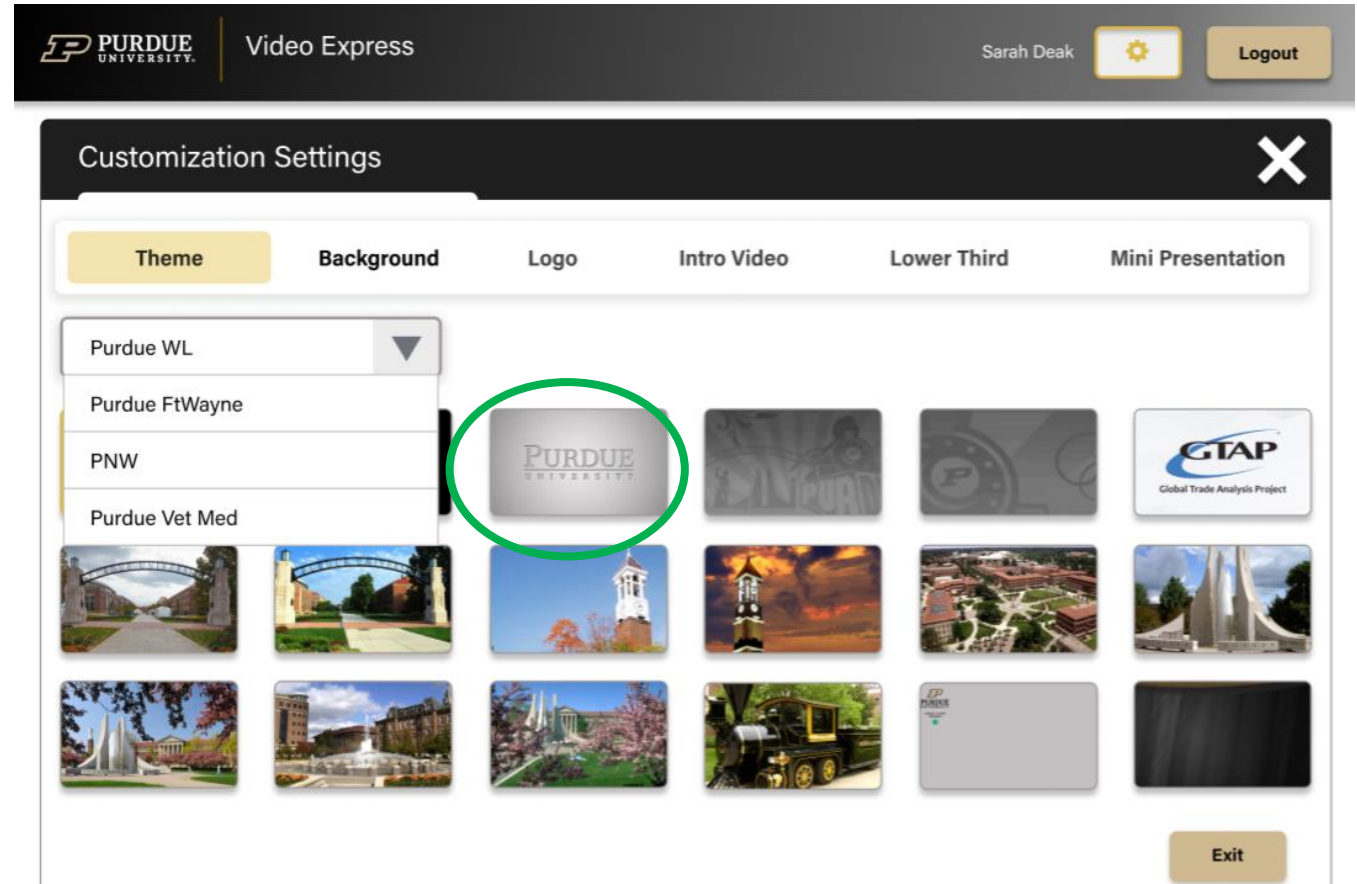 PURDUE
UNIVERSITY.
Video Express
Sarah Deak
Logout
Customization Settings
Theme Background Logo Intro Video Lower Third Mini Presentation
Purdue WL
Purdue FtWayne
PNW
Purdue Vet Med
PURDUE
UNIVERSITY
P
GTAP
Global Trade Analysis Project
PURDUE
Exit